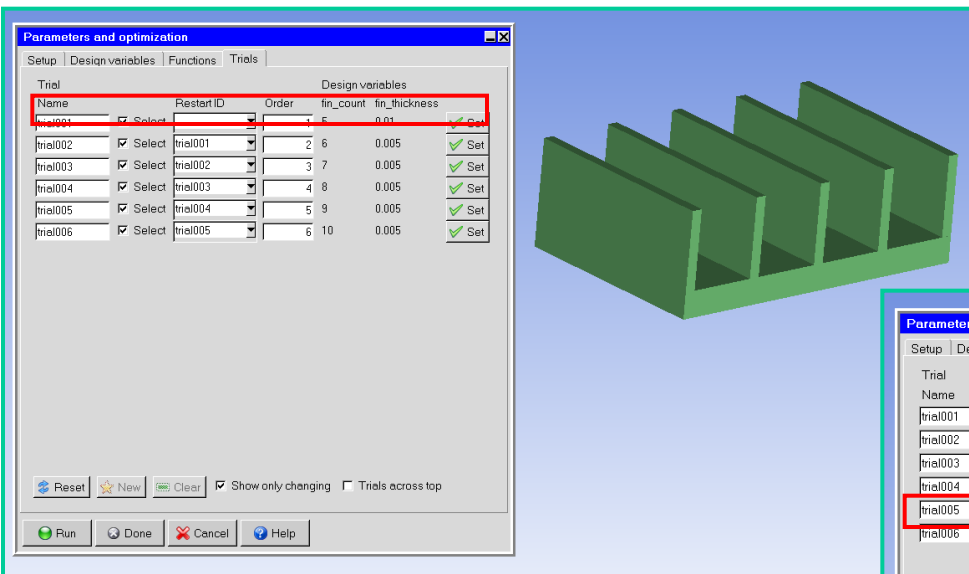 Parameters and optimization
Setup Design variables Functions Trials
Trial Design variables
Name Restart ID Order fin_count fin_thickness
trial001 Select 1 5 0.01 Set
trial002 Select trial001 2 6 0.005 Set
trial003 Select trial002 3 7 0.005 Set
trial004 Select trial003 4 8 0.005 Set
trial005 Select trial004 5 9 0.005 Set
trial006 Select trial005 6 10 0.005 Set
Reset New Clear Show only changing Trials across top
Run Done Cancel Help
Parameter
Setup De
Trial
Name
trial001
trial002
trial003
trial004
trial005
trial006